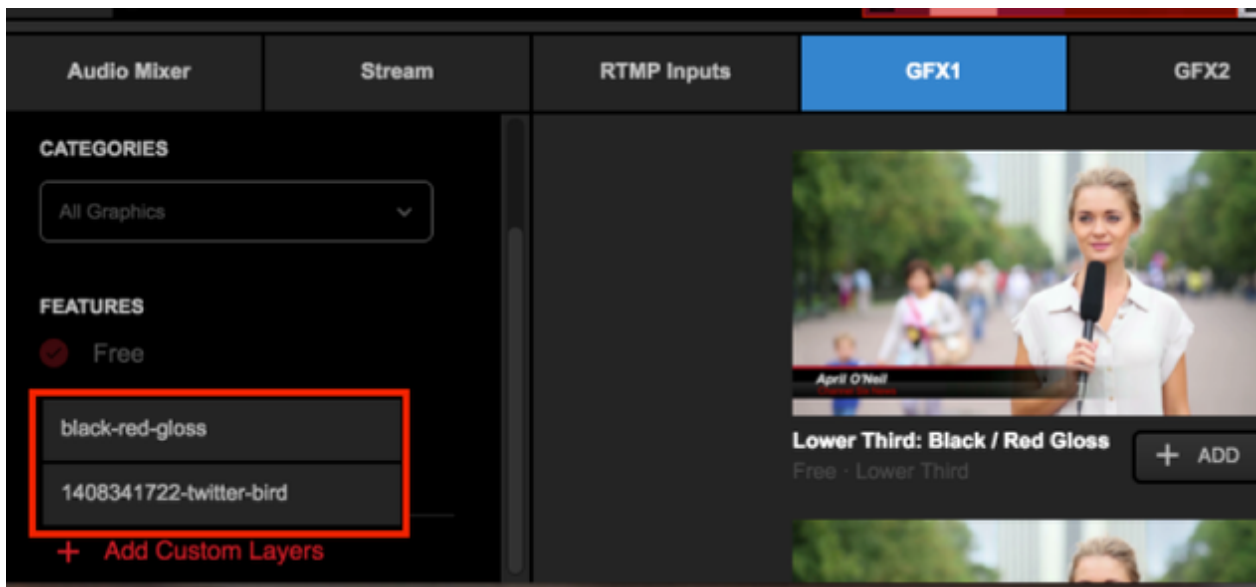 Audio Mixer
Stream
RTMP Inputs
GFX1
GFX2
CATEGORIES
All Graphics
FEATURES
Free
black-red-gloss
1408341722-twitter-bird
+ Add Custom Layers
April O'Neil
Lower Third: Black / Red Gloss
Free · Lower Third
+ ADD